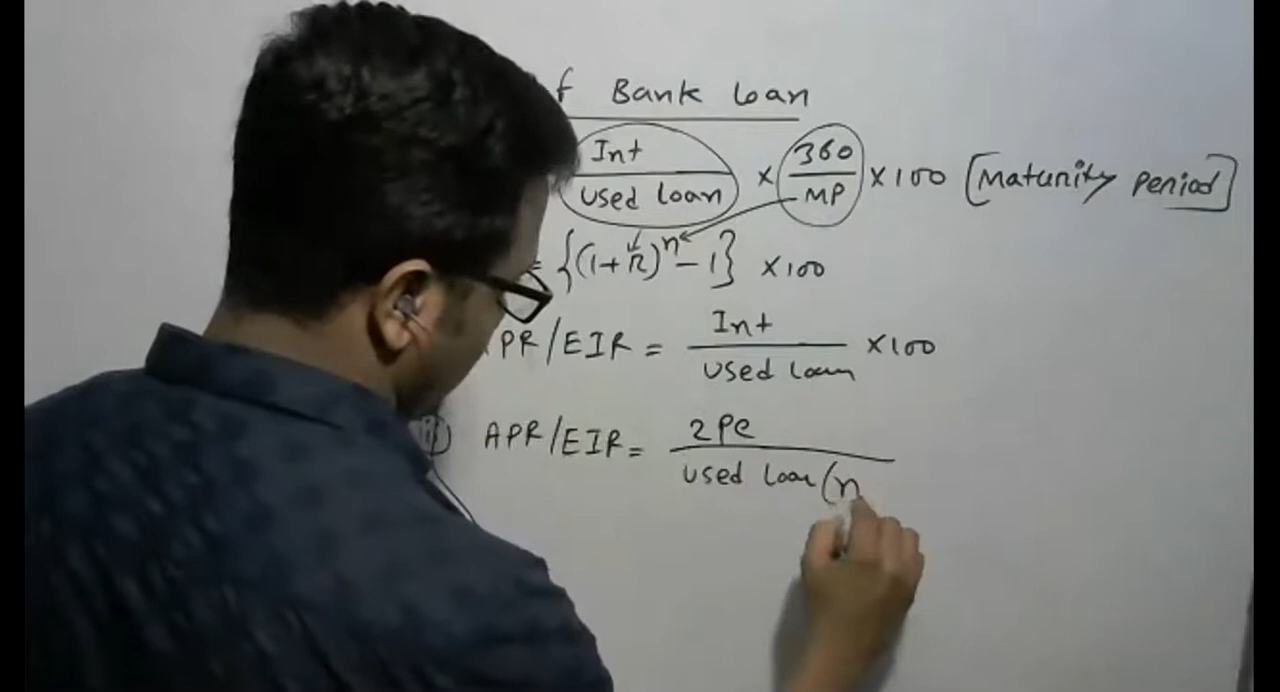 f Bank Loan
Int / Used loan × 360 / MP × 100 [Maturity Period]
= {(1+R)^n - 1} × 100
PR/EIR = Int / Used Loan × 100
ii) APR/EIR = 2Pe / Used Loan (n